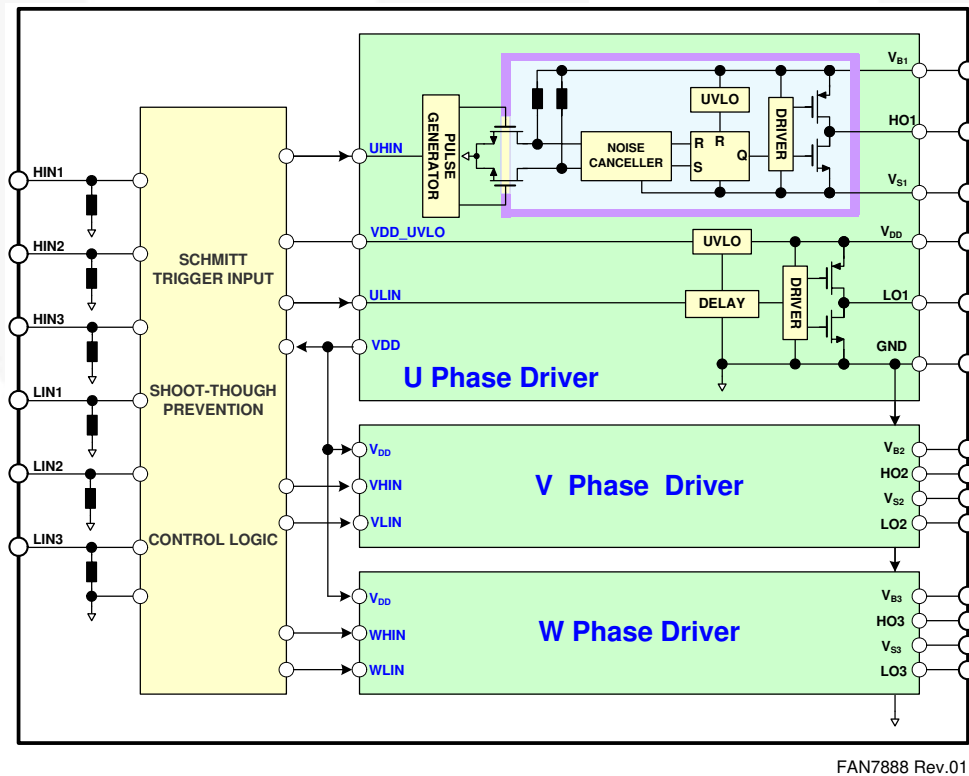 HIN1
HIN2
HIN3
LIN1
LIN2
LIN3
SCHMITT
TRIGGER INPUT
SHOOT-THOUGH
PREVENTION
CONTROL LOGIC
UHIN
VDD_UVLO
ULIN
VDD
PULSE
GENERATOR
NOISE
CANCELLER
UVLO
R
R
S
Q
DRIVER
VB1
HO1
VS1
UVLO
DELAY
DRIVER
VDD
LO1
GND
U Phase Driver
VDD
VHIN
VLIN
V Phase Driver
VB2
HO2
VS2
LO2
VDD
WHIN
WLIN
W Phase Driver
VB3
HO3
VS3
LO3
FAN7888 Rev.01